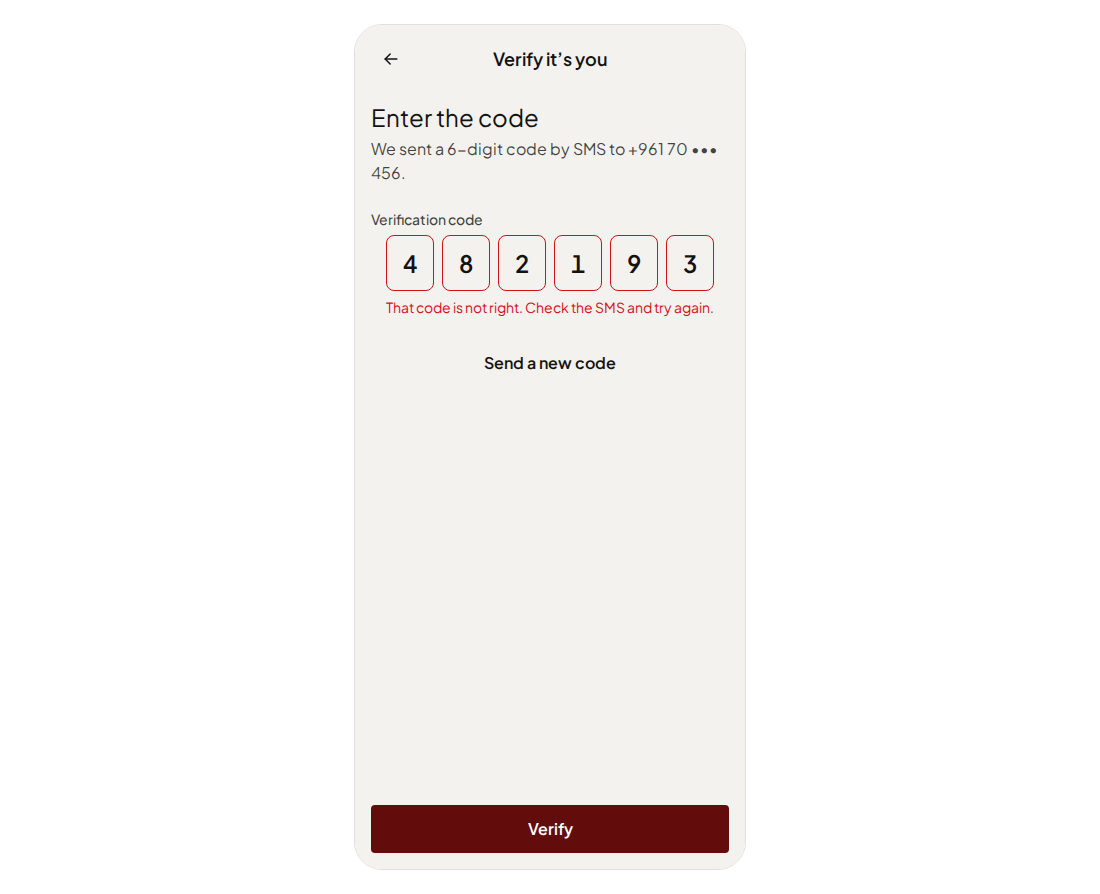 Verify it’s you
Enter the code
We sent a 6-digit code by SMS to +961 70 •••
456.
Verification code
4 8 2 1 9 3
That code is not right. Check the SMS and try again.
Send a new code
Verify